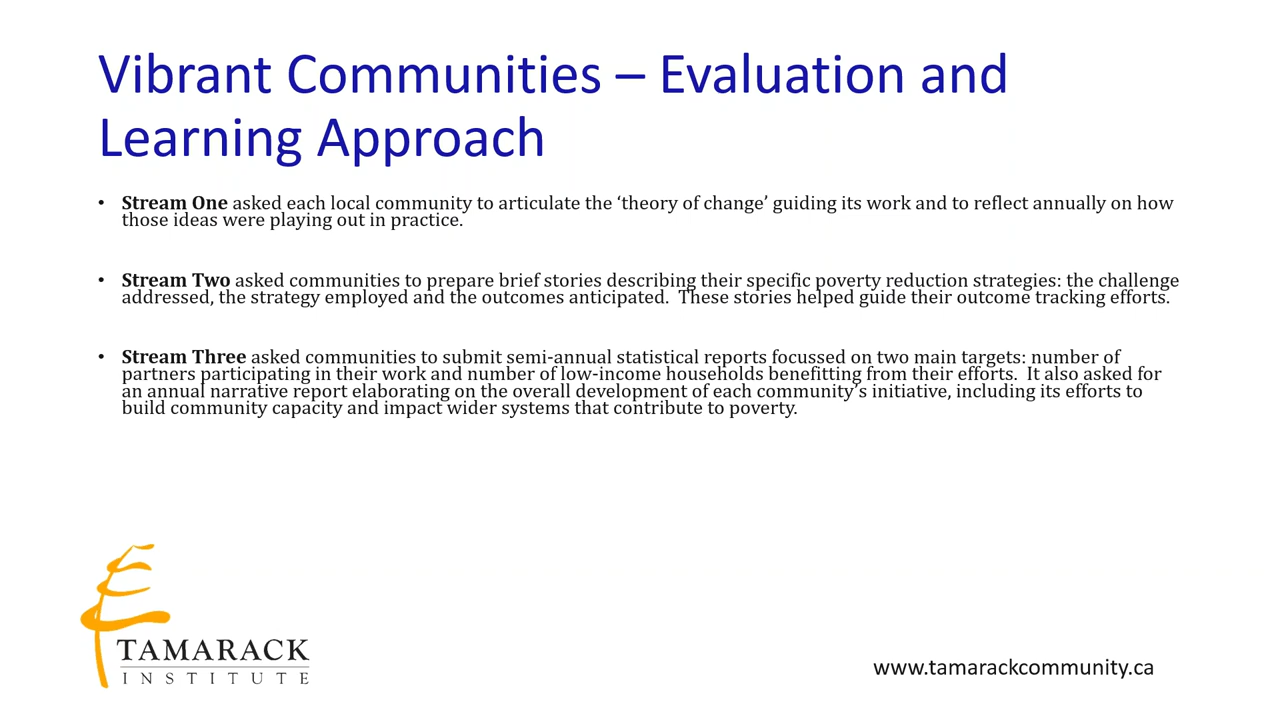 Vibrant Communities – Evaluation and
Learning Approach
• Stream One asked each local community to articulate the ‘theory of change’ guiding its work and to reflect annually on how
those ideas were playing out in practice.
• Stream Two asked communities to prepare brief stories describing their specific poverty reduction strategies: the challenge
addressed, the strategy employed and the outcomes anticipated.  These stories helped guide their outcome tracking efforts.
• Stream Three asked communities to submit semi-annual statistical reports focussed on two main targets: number of
partners participating in their work and number of low-income households benefitting from their efforts.  It also asked for
an annual narrative report elaborating on the overall development of each community’s initiative, including its efforts to
build community capacity and impact wider systems that contribute to poverty.
TAMARACK
INSTITUTE
www.tamarackcommunity.ca